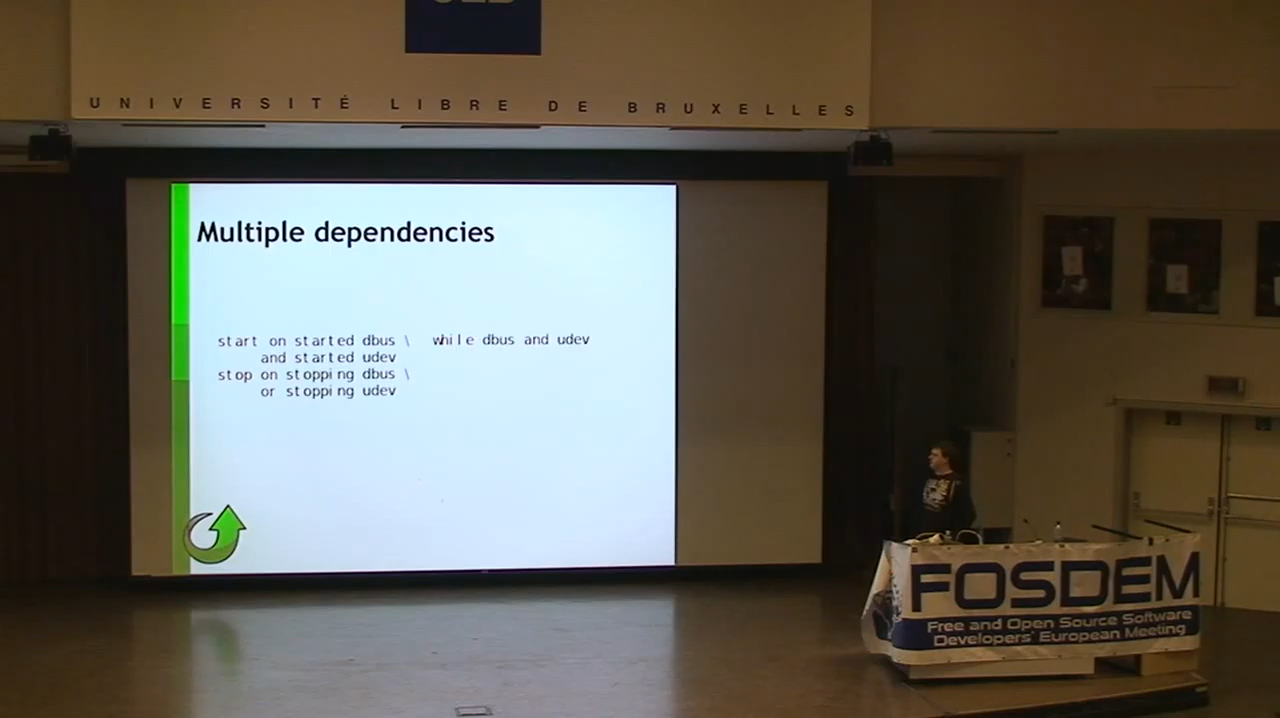 UNIVERSITÉ LIBRE DE BRUXELLES
Multiple dependencies
start on started dbus \ while dbus and udev
and started udev
stop on stopping dbus \
or stopping udev
FOSDEM
Free and Open Source Software
Developers' European Meeting